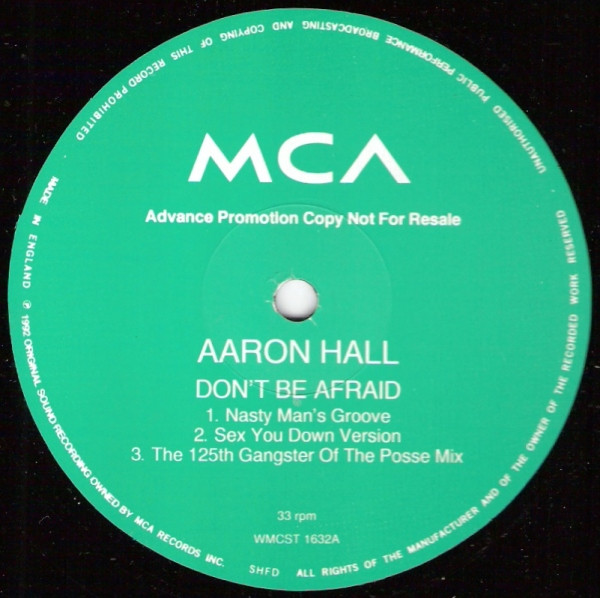 MCA
Advance Promotion Copy Not For Resale
AARON HALL
DON'T BE AFRAID
1. Nasty Man's Groove
2. Sex You Down Version
3. The 125th Gangster Of The Posse Mix
33 rpm
WMCST 1632A
MADE IN ENGLAND ℗ 1992 ORIGINAL SOUND RECORDING OWNED BY MCA RECORDS INC. SHFD ALL RIGHTS OF THE MANUFACTURER AND OF THE OWNER OF THE RECORDED WORK RESERVED
UNAUTHORISED PUBLIC PERFORMANCE BROADCASTING AND COPYING OF THIS RECORD PROHIBITED